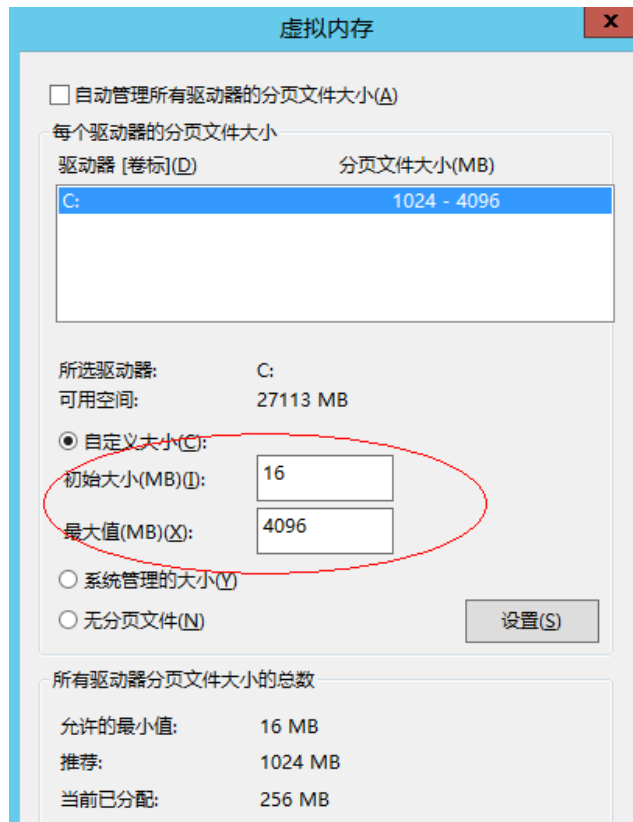 虚拟内存
x
自动管理所有驱动器的分页文件大小(A)
每个驱动器的分页文件大小
驱动器 [卷标](D) 分页文件大小(MB)
C: 1024 - 4096
所选驱动器: C:
可用空间: 27113 MB
自定义大小(C):
初始大小(MB)(I): 16
最大值(MB)(X): 4096
系统管理的大小(Y)
无分页文件(N) 设置(S)
所有驱动器分页文件大小的总数
允许的最小值: 16 MB
推荐: 1024 MB
当前已分配: 256 MB